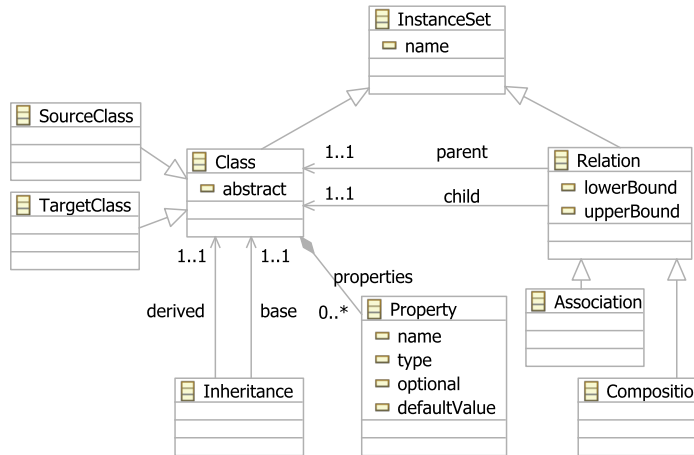 InstanceSet
name
SourceClass
Class
abstract
1..1
parent
Relation
lowerBound
upperBound
TargetClass
1..1
child
1..1
1..1
properties
derived
base
0..*
Property
name
type
optional
defaultValue
Association
Inheritance
Compositio